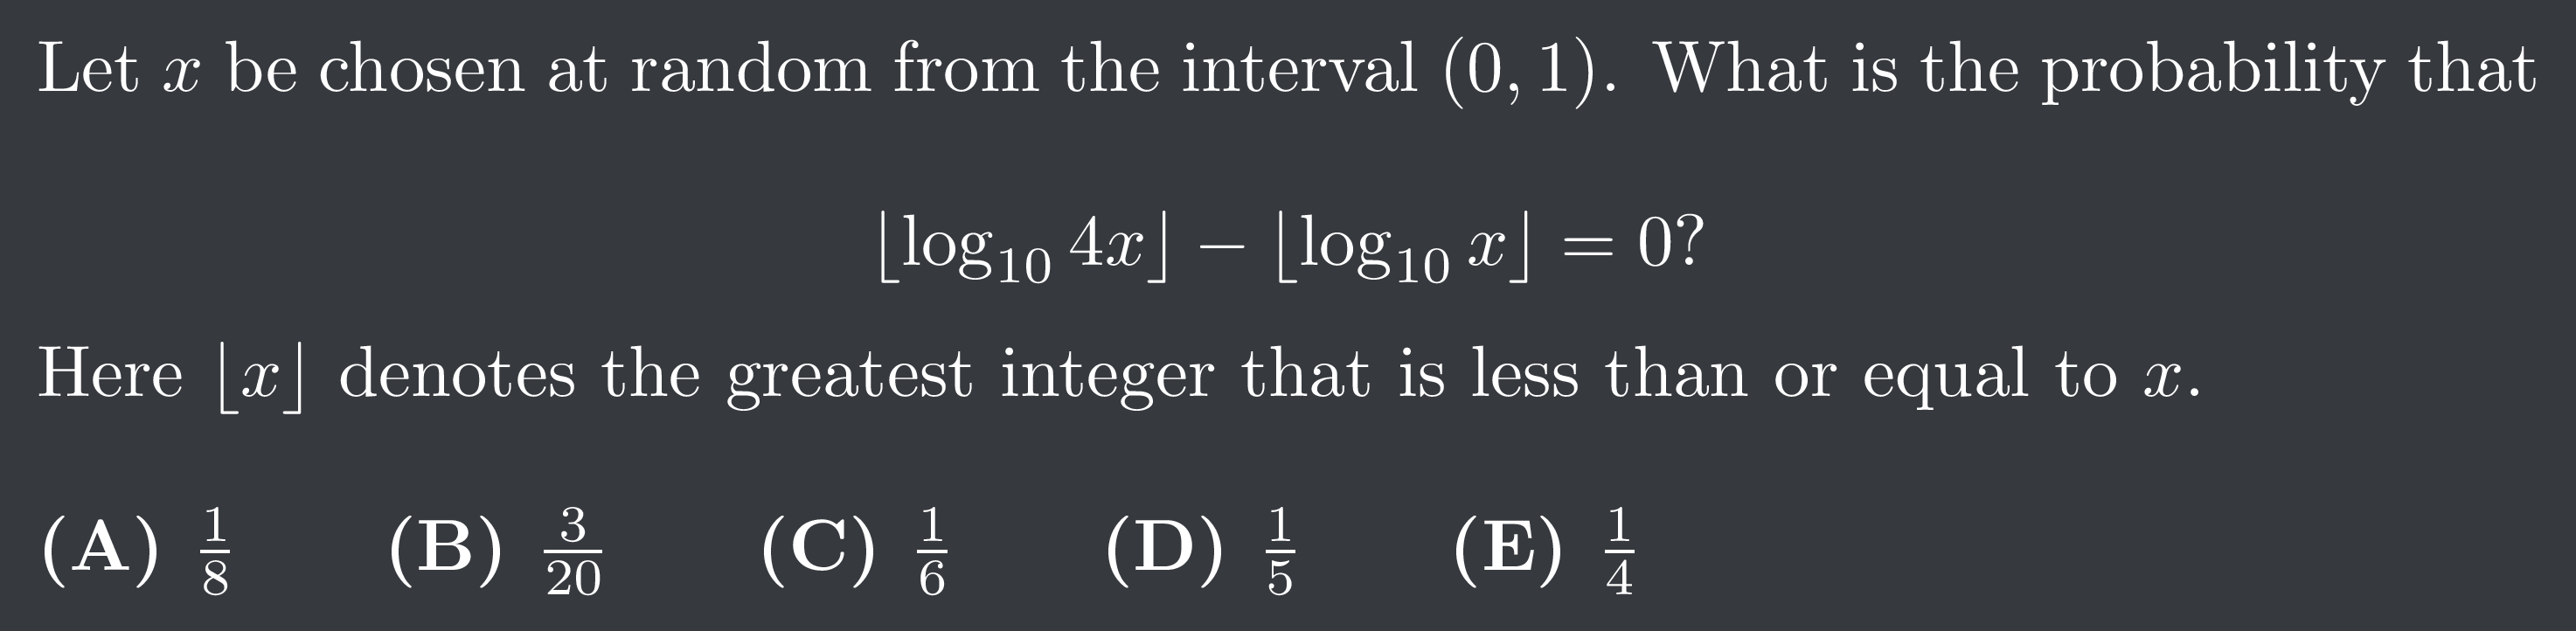 Let x be chosen at random from the interval (0, 1). What is the probability that
⌊log₁₀ 4x⌋ − ⌊log₁₀ x⌋ = 0?
Here ⌊x⌋ denotes the greatest integer that is less than or equal to x.
(A) 1/8 (B) 3/20 (C) 1/6 (D) 1/5 (E) 1/4